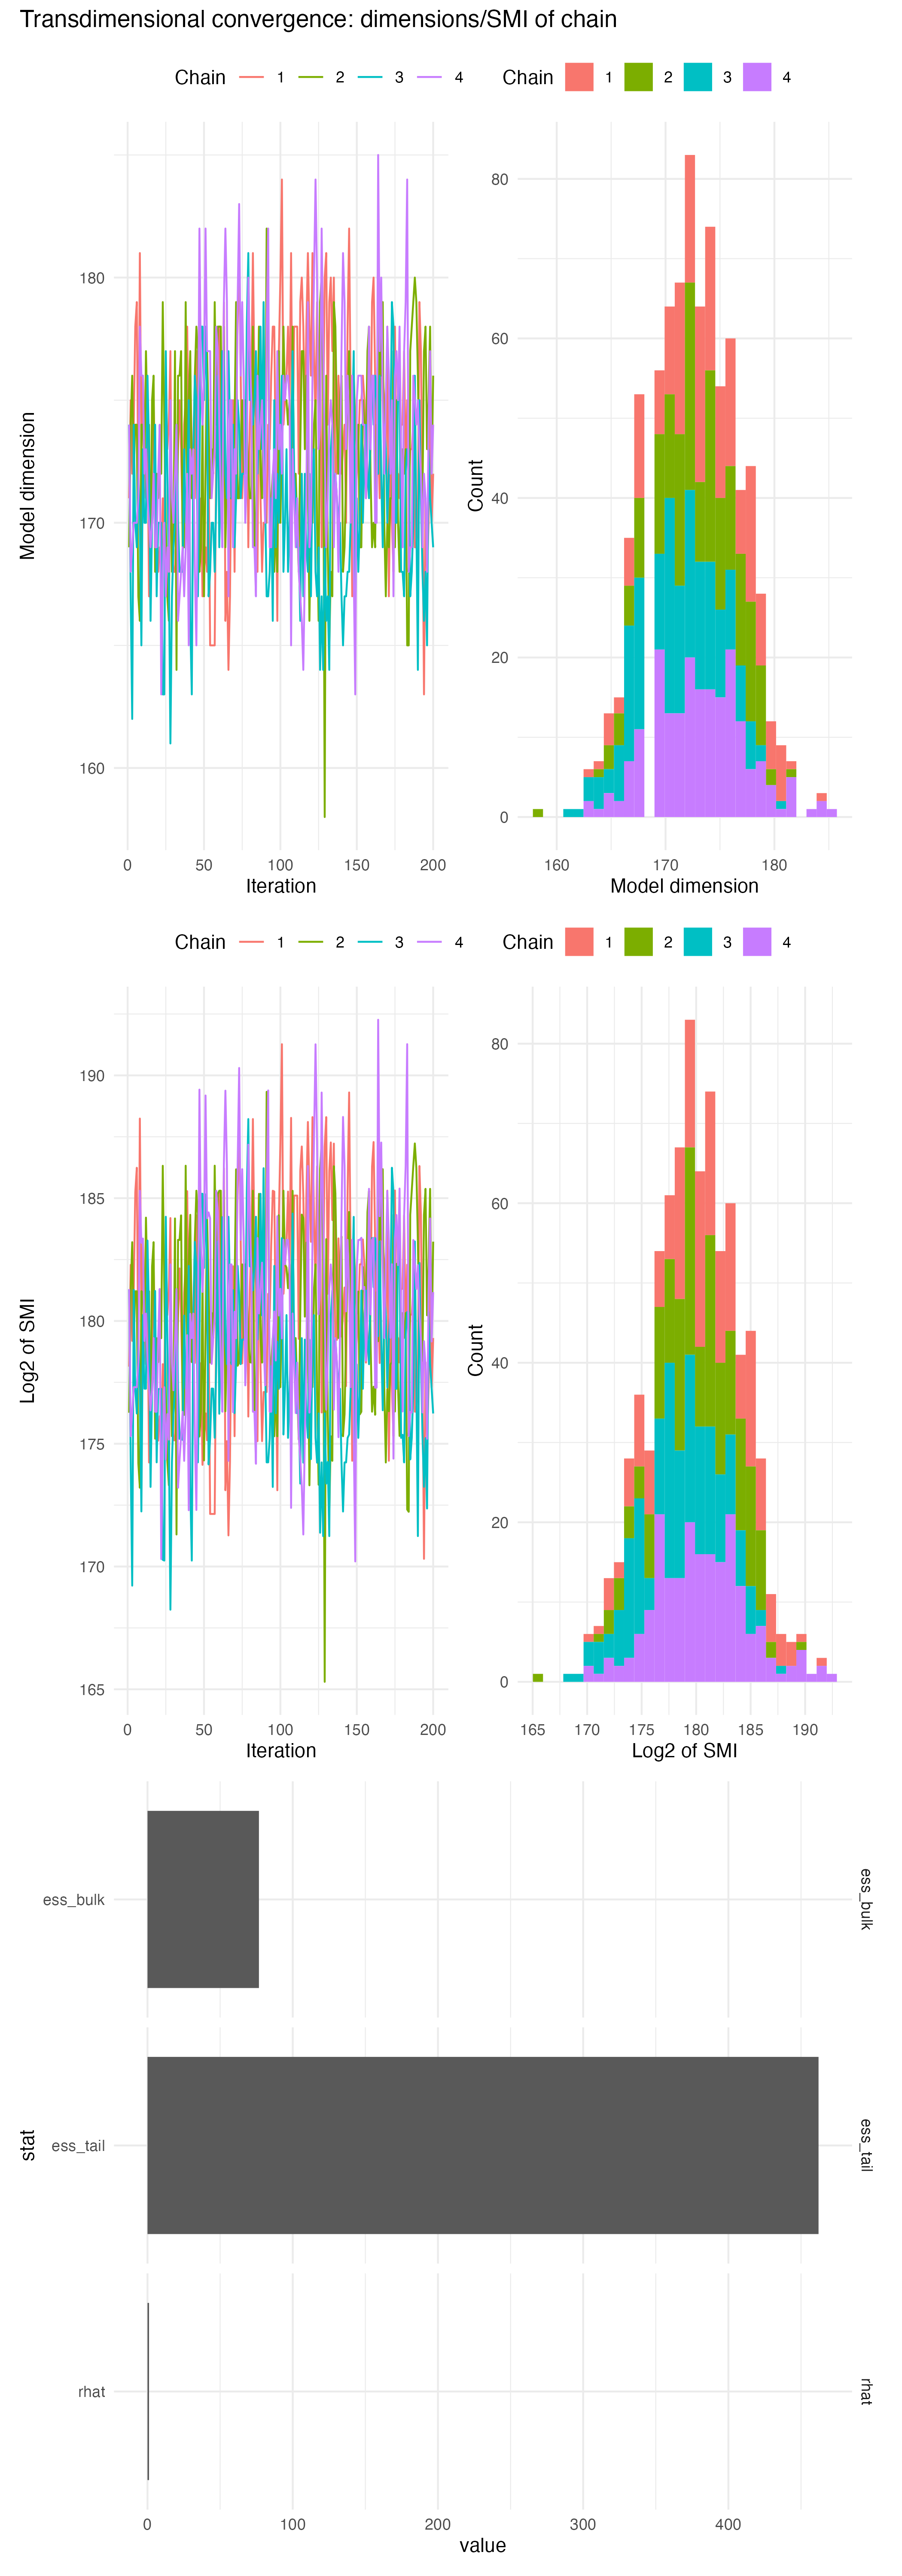 Transdimensional convergence: dimensions/SMI of chain
Chain 1 2 3 4
Chain 1 2 3 4
180
170
160
Model dimension
0 50 100 150 200
Iteration
80
60
40
20
0
Count
160 170 180
Model dimension
Chain 1 2 3 4
Chain 1 2 3 4
190
185
180
175
170
165
Log2 of SMI
0 50 100 150 200
Iteration
80
60
40
20
0
Count
165 170 175 180 185 190
Log2 of SMI
stat
ess_bulk
ess_bulk
ess_tail
ess_tail
rhat
rhat
0 100 200 300 400
value